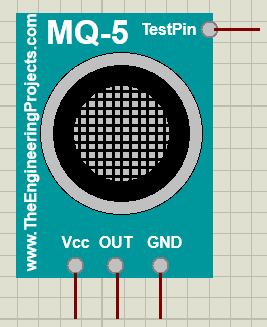 MQ-5 TestPin
www.TheEngineeringProjects.com
Vcc OUT GND